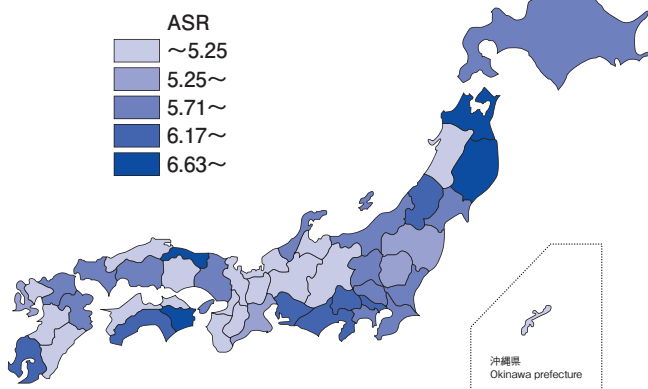 ASR
〜5.25
5.25〜
5.71〜
6.17〜
6.63〜
沖縄県
Okinawa prefecture